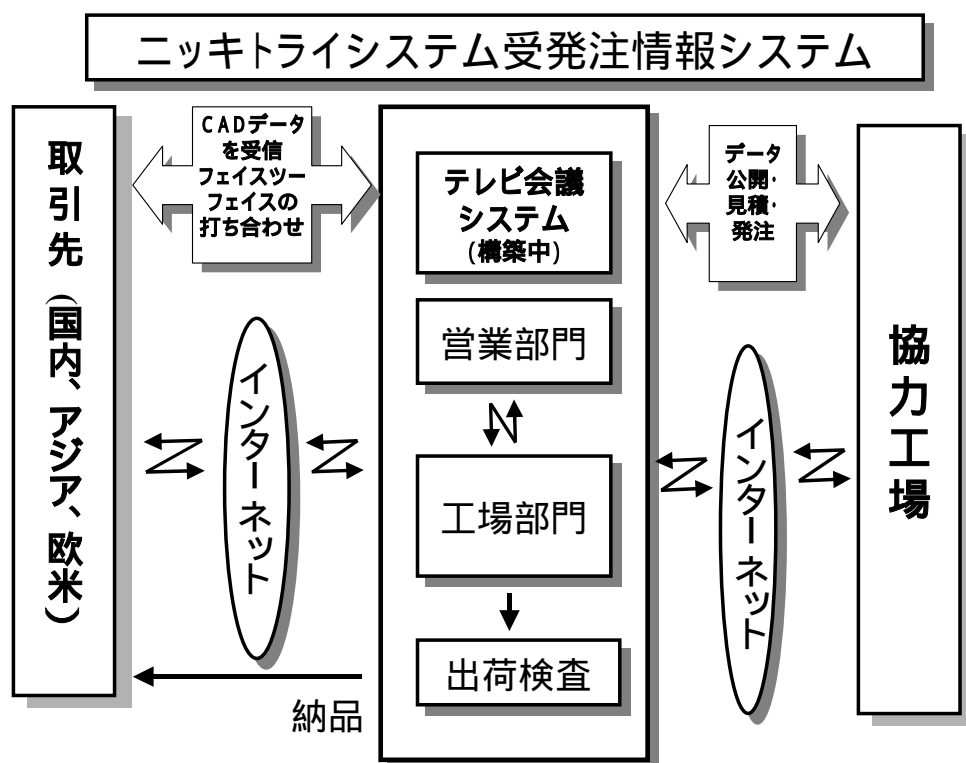 ニッキトライシステム受発注情報システム
取引先(国内、アジア、欧米)
CADデータ
を受信
フェイスツー
フェイスの
打ち合わせ
インターネット
納品
テレビ会議
システム
(構築中)
営業部門
工場部門
出荷検査
データ
公開・
見積・
発注
インターネット
協力工場